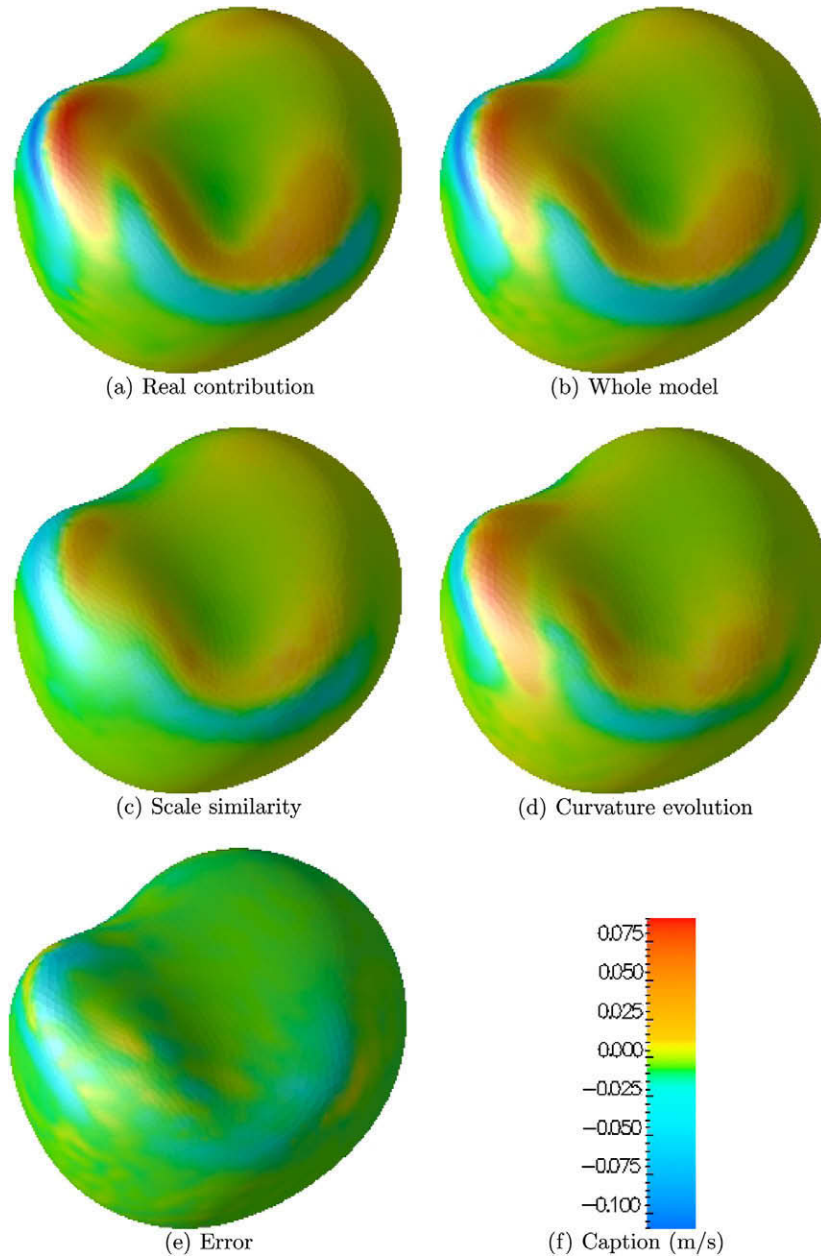 (a) Real contribution
(b) Whole model
(c) Scale similarity
(d) Curvature evolution
(e) Error
0.075
0.050
0.025
0.000
−0.025
−0.050
−0.075
−0.100
(f) Caption (m/s)